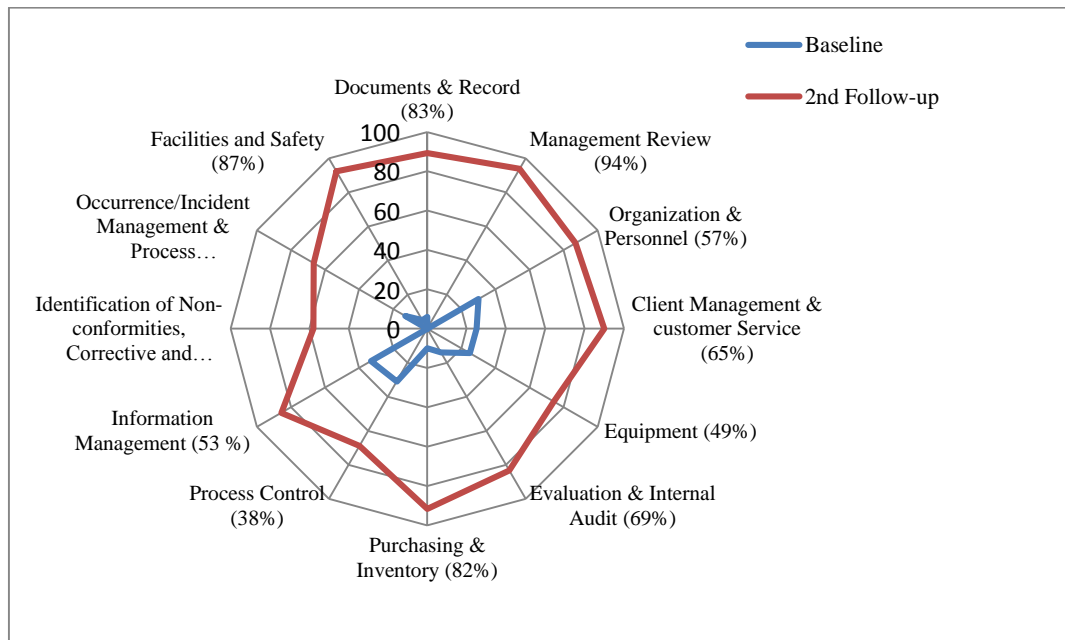 Baseline
2nd Follow-up
Documents & Record
(83%)
Management Review
(94%)
Organization &
Personnel (57%)
Client Management &
customer Service
(65%)
Equipment (49%)
Evaluation & Internal
Audit (69%)
Purchasing &
Inventory (82%)
Process Control
(38%)
Information
Management (53 %)
Identification of Non-
conformities,
Corrective and…
Occurrence/Incident
Management &
Process…
Facilities and Safety
(87%)
100
80
60
40
20
0